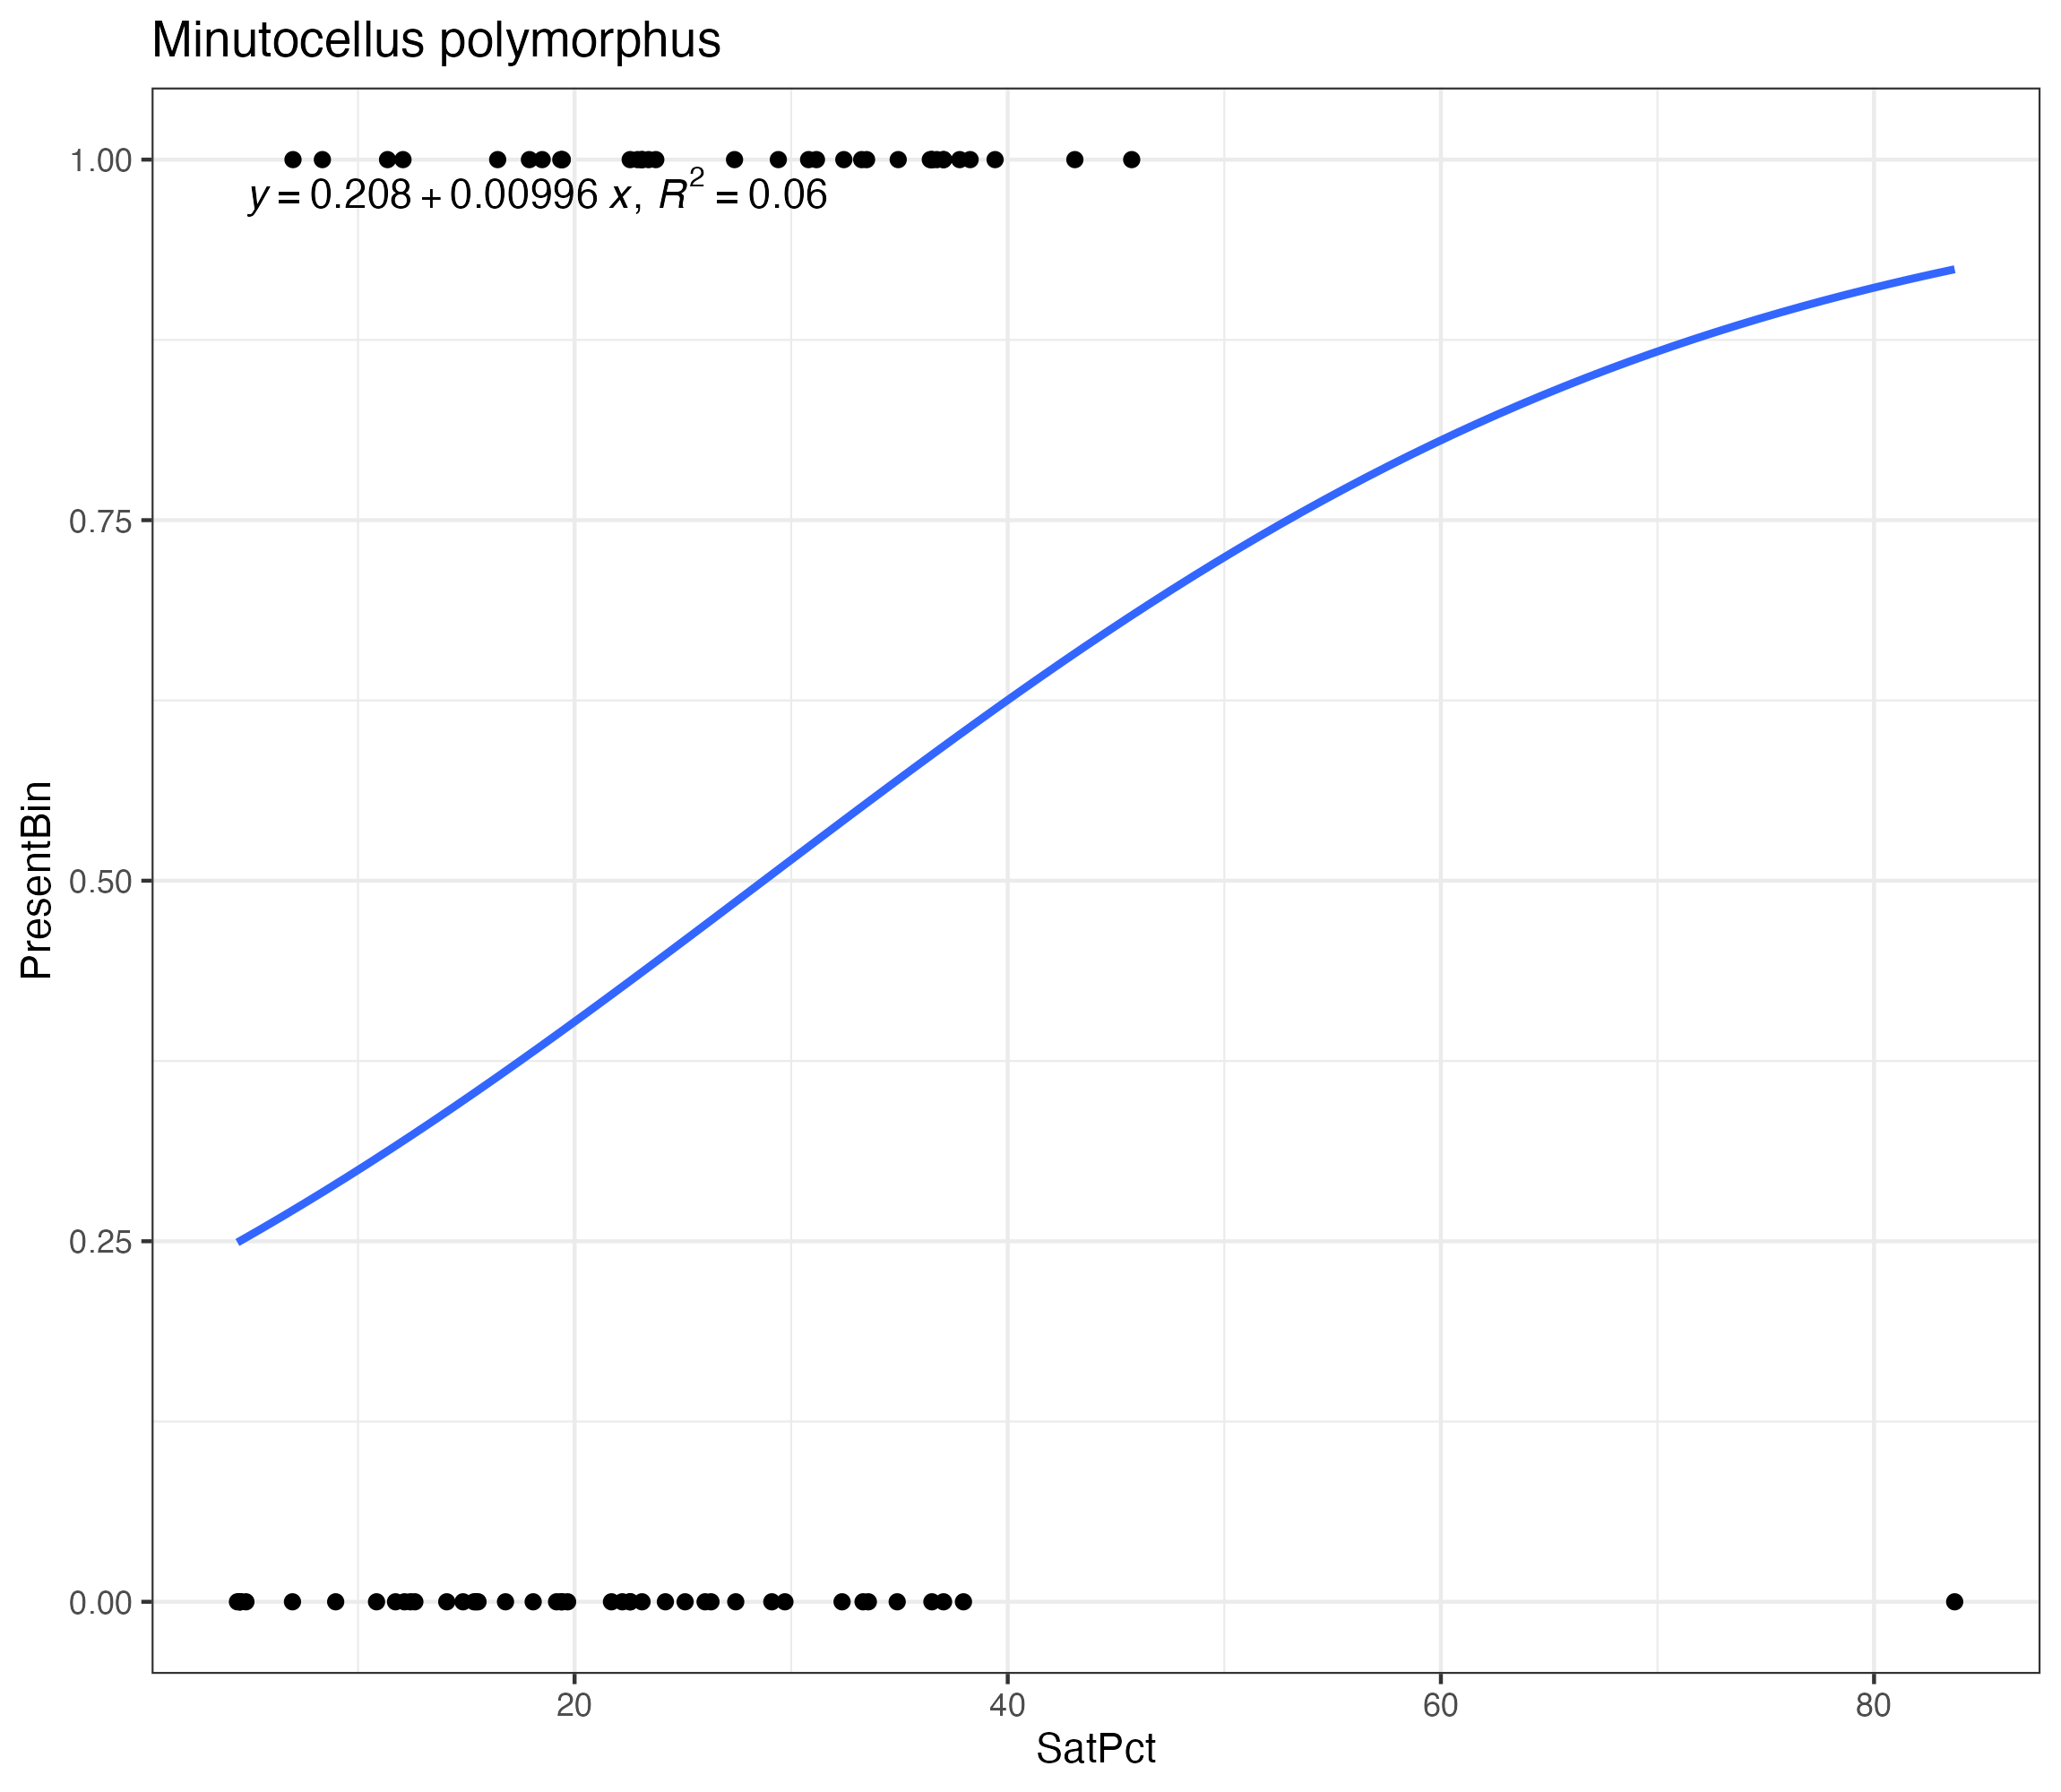 Minutocellus polymorphus
1.00
y = 0.208 + 0.00996 x, R² = 0.06
0.75
0.50
PresentBin
0.25
0.00
20 40 60 80
SatPct